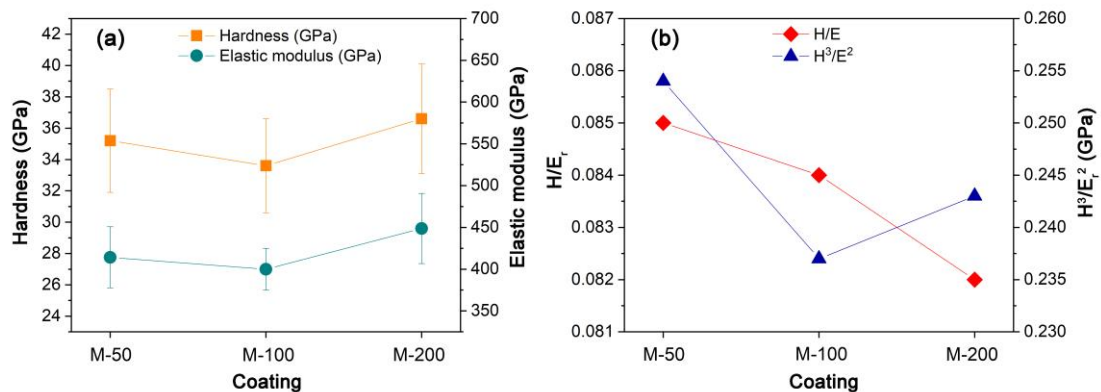 (a)
Hardness (GPa)
Elastic modulus (GPa)
42
40
38
36
34
32
30
28
26
24
Hardness (GPa)
700
650
600
550
500
450
400
350
Elastic modulus (GPa)
M-50 M-100 M-200
Coating
(b)
H/E
H³/E²
0.087
0.086
0.085
0.084
0.083
0.082
0.081
H/Eᵣ
0.260
0.255
0.250
0.245
0.240
0.235
0.230
H³/Eᵣ² (GPa)
M-50 M-100 M-200
Coating